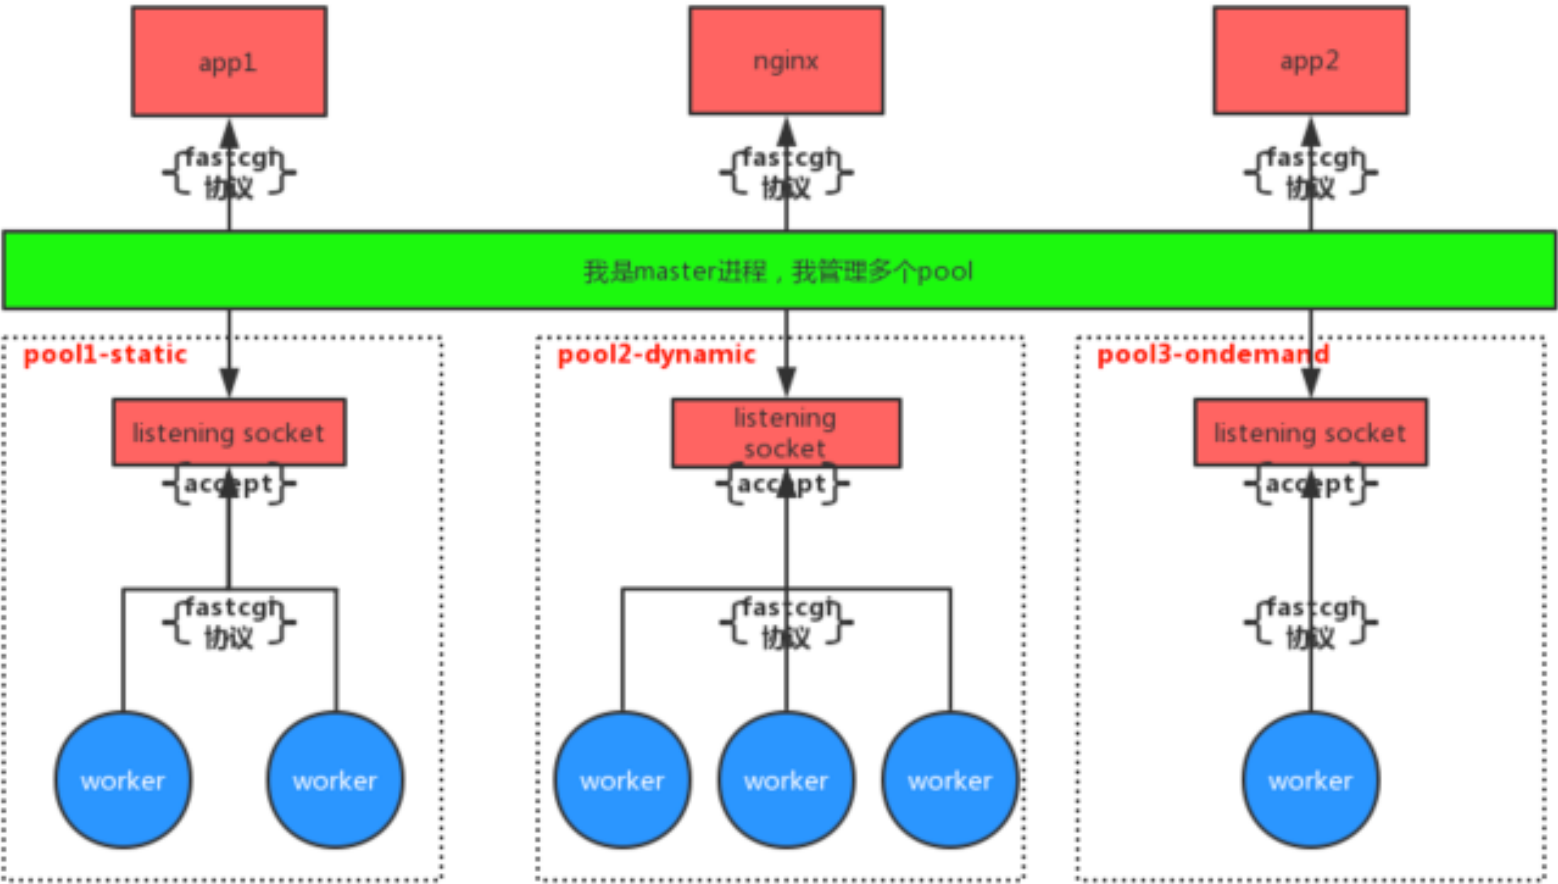 app1
nginx
app2
fastcgi
协议
fastcgi
协议
fastcgi
协议
我是master进程，我管理多个pool
pool1-static
pool2-dynamic
pool3-ondemand
listening socket
listening
socket
listening socket
accept
accept
accept
fastcgi
协议
fastcgi
协议
fastcgi
协议
worker
worker
worker
worker
worker
worker